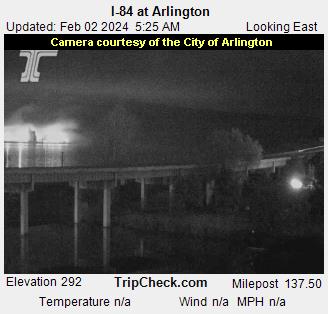 I-84 at Arlington
Updated: Feb 02 2024 5:25 AM Looking East
Camera courtesy of the City of Arlington
Elevation 292 TripCheck.com Milepost 137.50
Temperature n/a Wind n/a MPH n/a